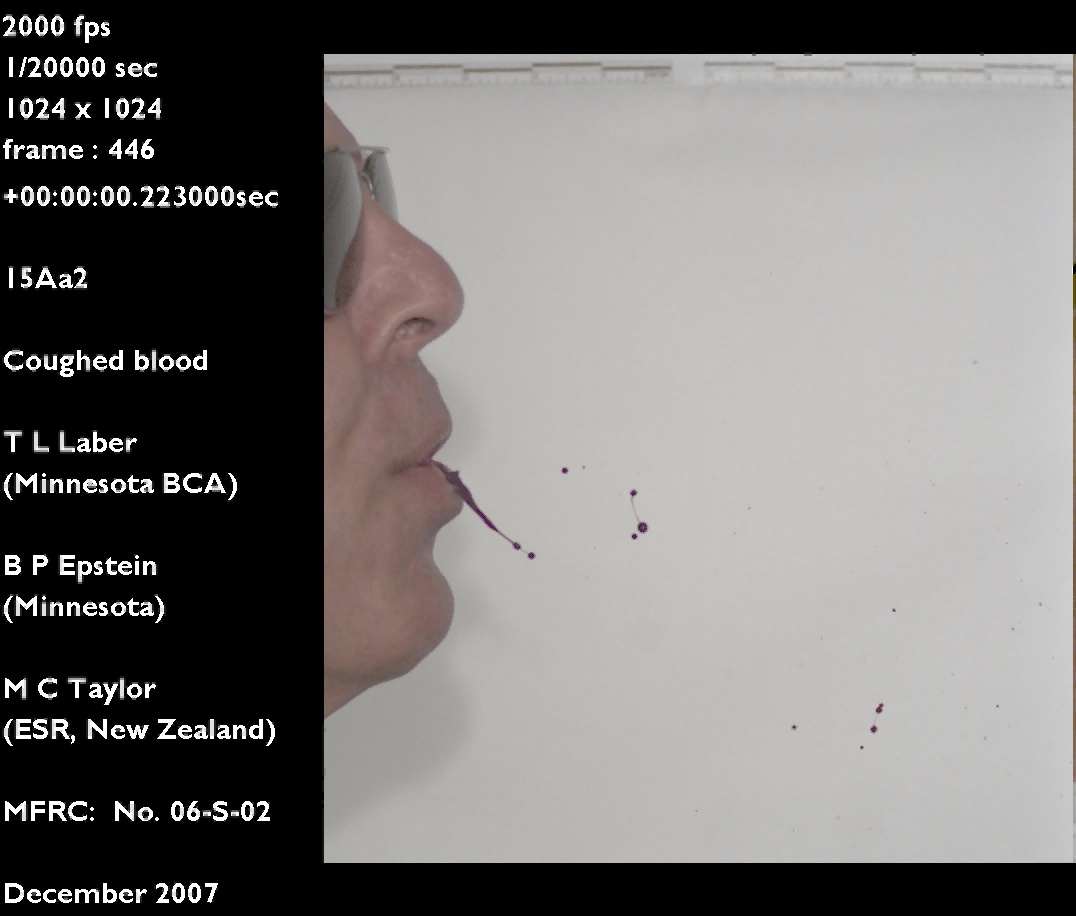 2000 fps
1/20000 sec
1024 x 1024
frame : 446
+00:00:00.223000sec
15Aa2
Coughed blood
T L Laber
(Minnesota BCA)
B P Epstein
(Minnesota)
M C Taylor
(ESR, New Zealand)
MFRC:  No. 06-S-02
December 2007